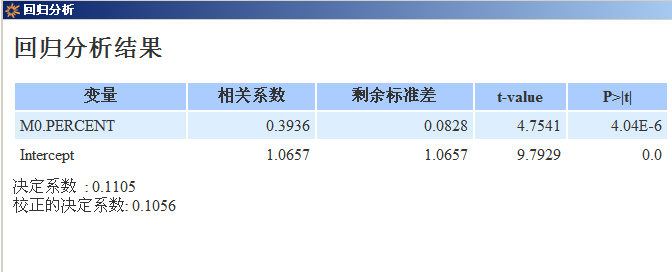 回归分析
回归分析结果
变量 相关系数 剩余标准差 t-value P>|t|
M0.PERCENT 0.3936 0.0828 4.7541 4.04E-6
Intercept 1.0657 1.0657 9.7929 0.0
决定系数 : 0.1105
校正的决定系数: 0.1056